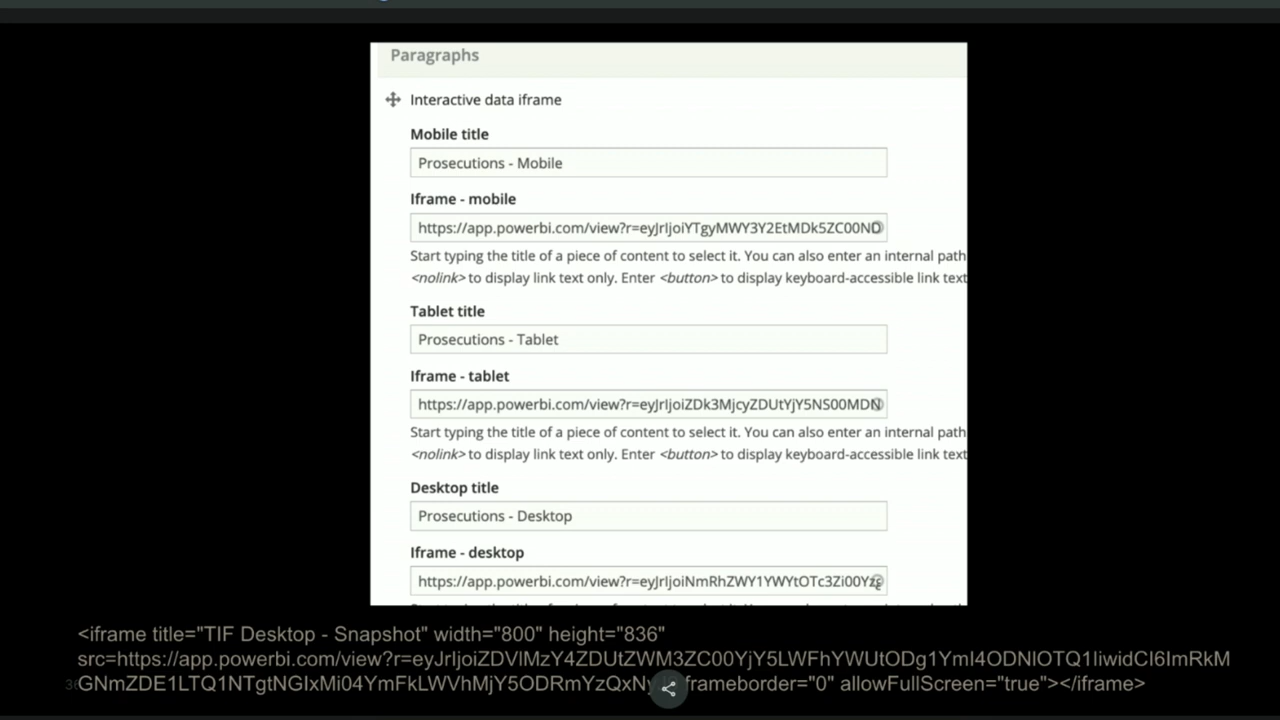 Paragraphs
Interactive data iframe
Mobile title
Prosecutions - Mobile
Iframe - mobile
https://app.powerbi.com/view?r=eyJrIjoiYTgyMWY3Y2EtMDk5ZC00ND
Start typing the title of a piece of content to select it. You can also enter an internal path
<nolink> to display link text only. Enter <button> to display keyboard-accessible link text
Tablet title
Prosecutions - Tablet
Iframe - tablet
https://app.powerbi.com/view?r=eyJrIjoiZDk3MjcyZDUtYjY5NS00MDN
Start typing the title of a piece of content to select it. You can also enter an internal path
<nolink> to display link text only. Enter <button> to display keyboard-accessible link text
Desktop title
Prosecutions - Desktop
Iframe - desktop
https://app.powerbi.com/view?r=eyJrIjoiNmRhZWY1YWYtOTc3Zi00Yzg
<iframe title="TIF Desktop - Snapshot" width="800" height="836"
src=https://app.powerbi.com/view?r=eyJrIjoiZDVlMzY4ZDUtZWM3ZC00YjY5LWFhYWUtODg1YmI4ODNlOTQ1IiwidCI6ImRkM
GNmZDE1LTQ1NTgtNGIxMi04YmFkLWVhMjY5ODRmYzQxNy frameborder="0" allowFullScreen="true"></iframe>